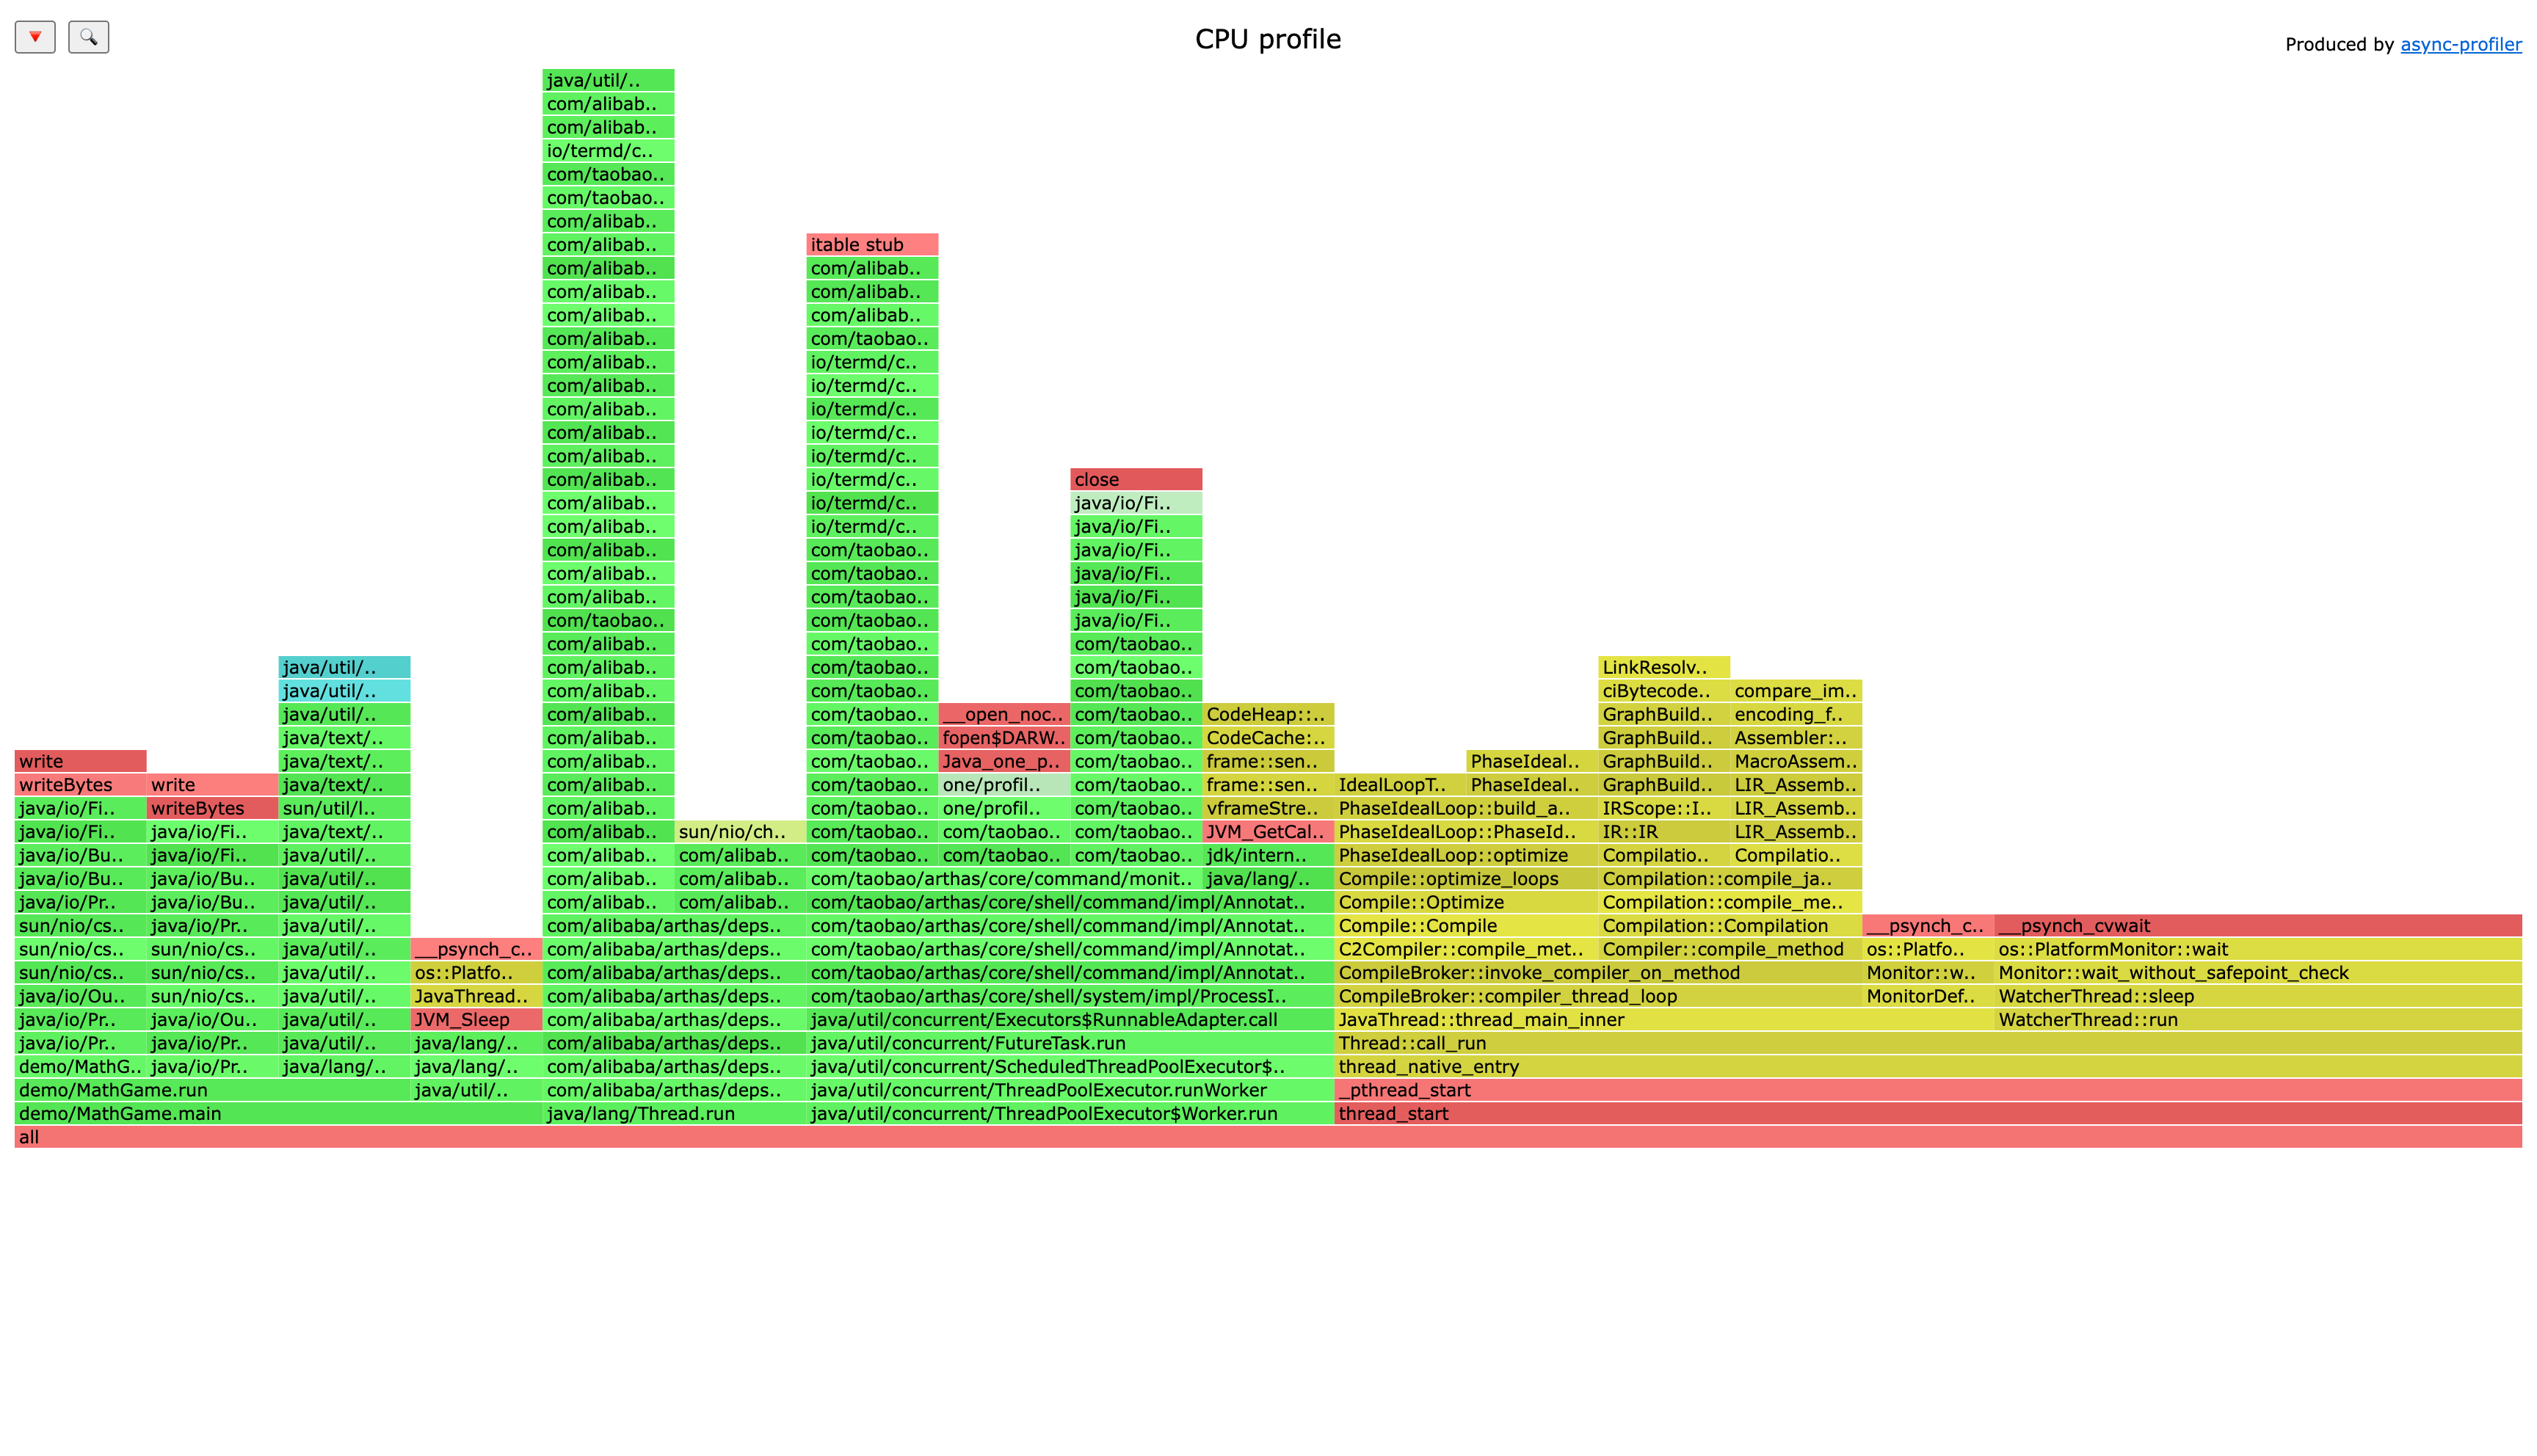 CPU profile
Produced by async-profiler
java/util/..
com/alibab..
com/alibab..
io/termd/c..
com/taobao..
com/taobao..
com/alibab..
com/alibab.. itable stub
com/alibab.. com/alibab..
com/alibab.. com/alibab..
com/alibab.. com/alibab..
com/alibab.. com/taobao..
com/alibab.. io/termd/c..
com/alibab.. io/termd/c..
com/alibab.. io/termd/c..
com/alibab.. io/termd/c..
com/alibab.. io/termd/c..
com/alibab.. io/termd/c.. close
com/alibab.. io/termd/c.. java/io/Fi..
com/alibab.. io/termd/c.. java/io/Fi..
com/alibab.. com/taobao.. java/io/Fi..
com/alibab.. com/taobao.. java/io/Fi..
com/alibab.. com/taobao.. java/io/Fi..
com/taobao.. com/taobao.. java/io/Fi..
com/alibab.. com/taobao.. com/taobao..
java/util/.. com/alibab.. com/taobao.. com/taobao.. LinkResolv..
java/util/.. com/alibab.. com/taobao.. com/taobao.. ciBytecode.. compare_im..
java/util/.. com/alibab.. com/taobao.. __open_noc.. com/taobao.. CodeHeap::.. GraphBuild.. encoding_f..
java/text/.. com/alibab.. com/taobao.. fopen$DARW.. com/taobao.. CodeCache:.. GraphBuild.. Assembler:..
write java/text/.. com/alibab.. com/taobao.. Java_one_p.. com/taobao.. frame::sen.. PhaseIdeal.. GraphBuild.. MacroAssem..
writeBytes write java/text/.. com/alibab.. com/taobao.. one/profil.. com/taobao.. frame::sen.. IdealLoopT.. PhaseIdeal.. GraphBuild.. LIR_Assemb..
java/io/Fi.. writeBytes sun/util/l.. com/alibab.. com/taobao.. one/profil.. com/taobao.. vframeStre.. PhaseIdealLoop::build_a.. IRScope::I.. LIR_Assemb..
java/io/Fi.. java/io/Fi.. java/text/.. com/alibab.. sun/nio/ch.. com/taobao.. com/taobao.. com/taobao.. JVM_GetCal.. PhaseIdealLoop::PhaseId.. IR::IR LIR_Assemb..
java/io/Bu.. java/io/Fi.. java/util/.. com/alibab.. com/alibab.. com/taobao.. com/taobao.. com/taobao.. jdk/intern.. PhaseIdealLoop::optimize Compilatio.. Compilatio..
java/io/Bu.. java/io/Bu.. java/util/.. com/alibab.. com/alibab.. com/taobao/arthas/core/command/monit.. java/lang/.. Compile::optimize_loops Compilation::compile_ja..
java/io/Pr.. java/io/Bu.. java/util/.. com/alibab.. com/alibab.. com/taobao/arthas/core/shell/command/impl/Annotat.. Compile::Optimize Compilation::compile_me..
sun/nio/cs.. java/io/Pr.. java/util/.. com/alibaba/arthas/deps.. com/taobao/arthas/core/shell/command/impl/Annotat.. Compile::Compile Compilation::Compilation __psynch_c.. __psynch_cvwait
sun/nio/cs.. sun/nio/cs.. java/util/.. __psynch_c.. com/alibaba/arthas/deps.. com/taobao/arthas/core/shell/command/impl/Annotat.. C2Compiler::compile_met.. Compiler::compile_method os::Platfo.. os::PlatformMonitor::wait
sun/nio/cs.. sun/nio/cs.. java/util/.. os::Platfo.. com/alibaba/arthas/deps.. com/taobao/arthas/core/shell/command/impl/Annotat.. CompileBroker::invoke_compiler_on_method Monitor::w.. Monitor::wait_without_safepoint_check
java/io/Ou.. sun/nio/cs.. java/util/.. JavaThread.. com/alibaba/arthas/deps.. com/taobao/arthas/core/shell/system/impl/ProcessI.. CompileBroker::compiler_thread_loop MonitorDef.. WatcherThread::sleep
java/io/Pr.. java/io/Ou.. java/util/.. JVM_Sleep com/alibaba/arthas/deps.. java/util/concurrent/Executors$RunnableAdapter.call JavaThread::thread_main_inner WatcherThread::run
java/io/Pr.. java/io/Pr.. java/util/.. java/lang/.. com/alibaba/arthas/deps.. java/util/concurrent/FutureTask.run Thread::call_run
demo/MathG.. java/io/Pr.. java/lang/.. java/lang/.. com/alibaba/arthas/deps.. java/util/concurrent/ScheduledThreadPoolExecutor$.. thread_native_entry
demo/MathGame.run java/util/.. com/alibaba/arthas/deps.. java/util/concurrent/ThreadPoolExecutor.runWorker _pthread_start
demo/MathGame.main java/lang/Thread.run java/util/concurrent/ThreadPoolExecutor$Worker.run thread_start
all